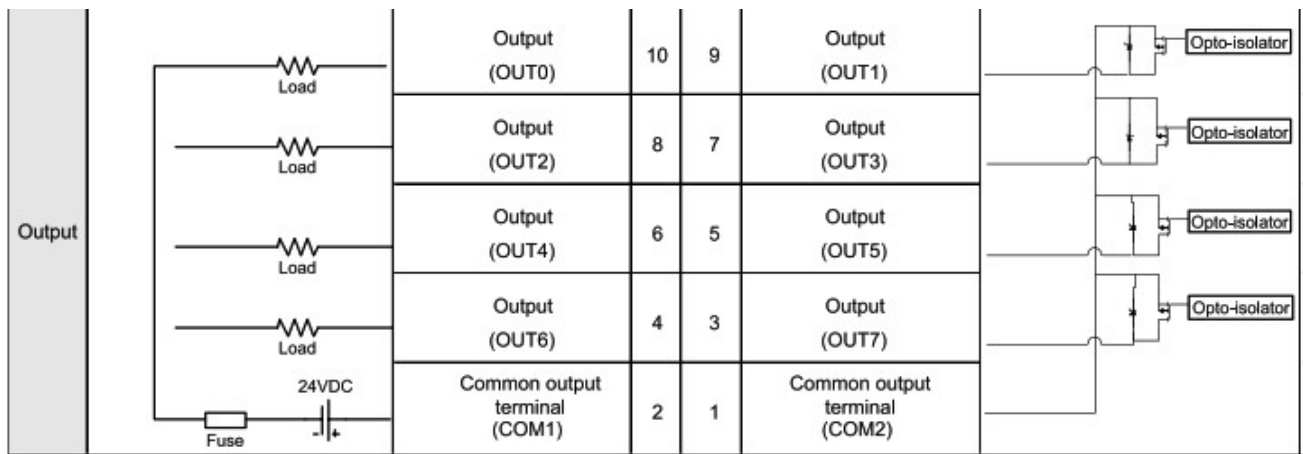 Output
(OUT0)
10
9
Output
(OUT1)
Opto-isolator
Load
Output
(OUT2)
8
7
Output
(OUT3)
Opto-isolator
Load
Output
Output
(OUT4)
6
5
Output
(OUT5)
Opto-isolator
Load
Output
(OUT6)
4
3
Output
(OUT7)
Opto-isolator
Load
24VDC
- +
Fuse
Common output
terminal
(COM1)
2
1
Common output
terminal
(COM2)